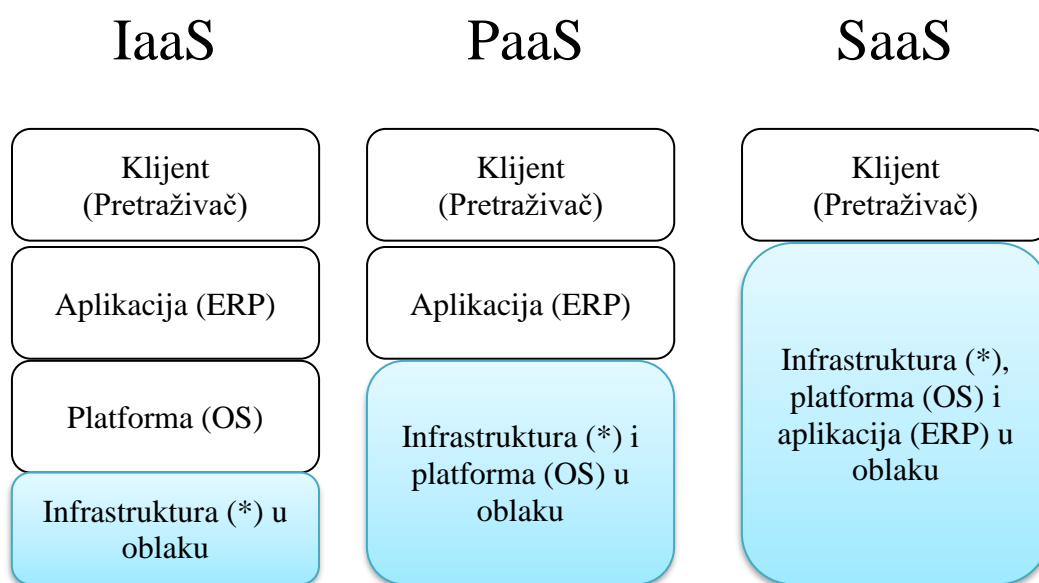 IaaS
Klijent
(Pretraživač)
Aplikacija (ERP)
Platforma (OS)
Infrastruktura (*) u
oblaku
PaaS
Klijent
(Pretraživač)
Aplikacija (ERP)
Infrastruktura (*) i
platforma (OS) u
oblaku
SaaS
Klijent
(Pretraživač)
Infrastruktura (*),
platforma (OS) i
aplikacija (ERP) u
oblaku